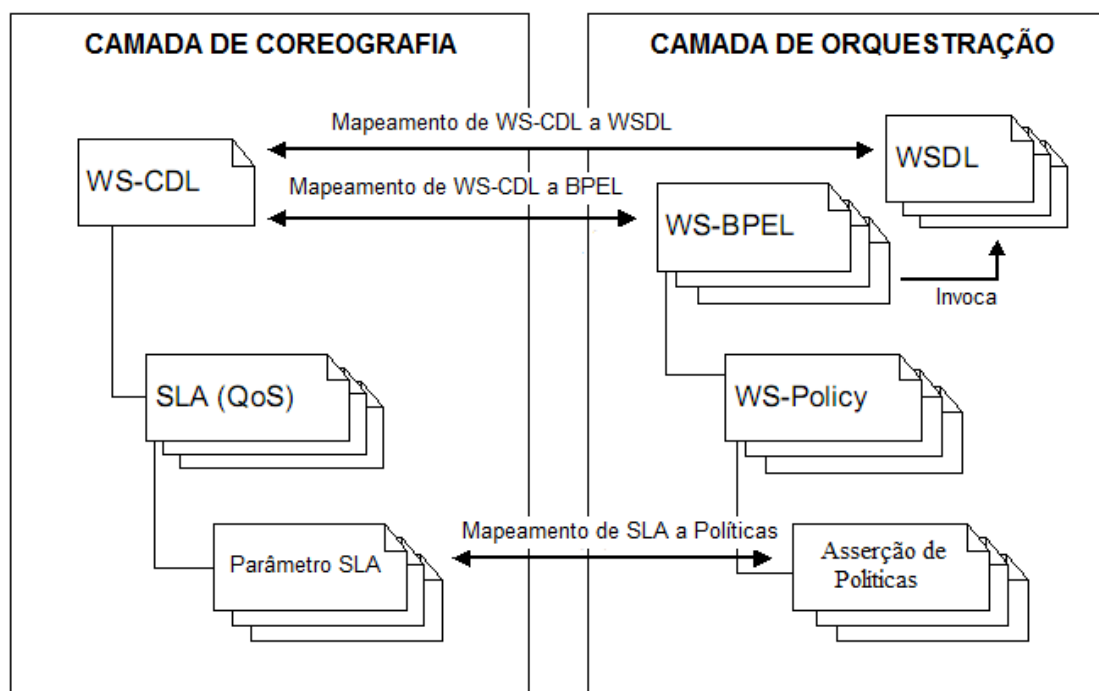 CAMADA DE COREOGRAFIA
CAMADA DE ORQUESTRAÇÃO
Mapeamento de WS-CDL a WSDL
WS-CDL
WSDL
Mapeamento de WS-CDL a BPEL
WS-BPEL
Invoca
SLA (QoS)
WS-Policy
Mapeamento de SLA a Políticas
Parâmetro SLA
Asserção de
Políticas